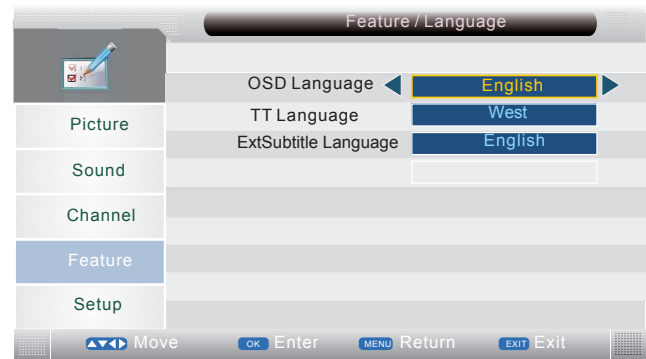 Feature / Language
OSD Language English
TT Language West
ExtSubtitle Language English
Picture
Sound
Channel
Feature
Setup
Move OK Enter MENU Return EXIT Exit